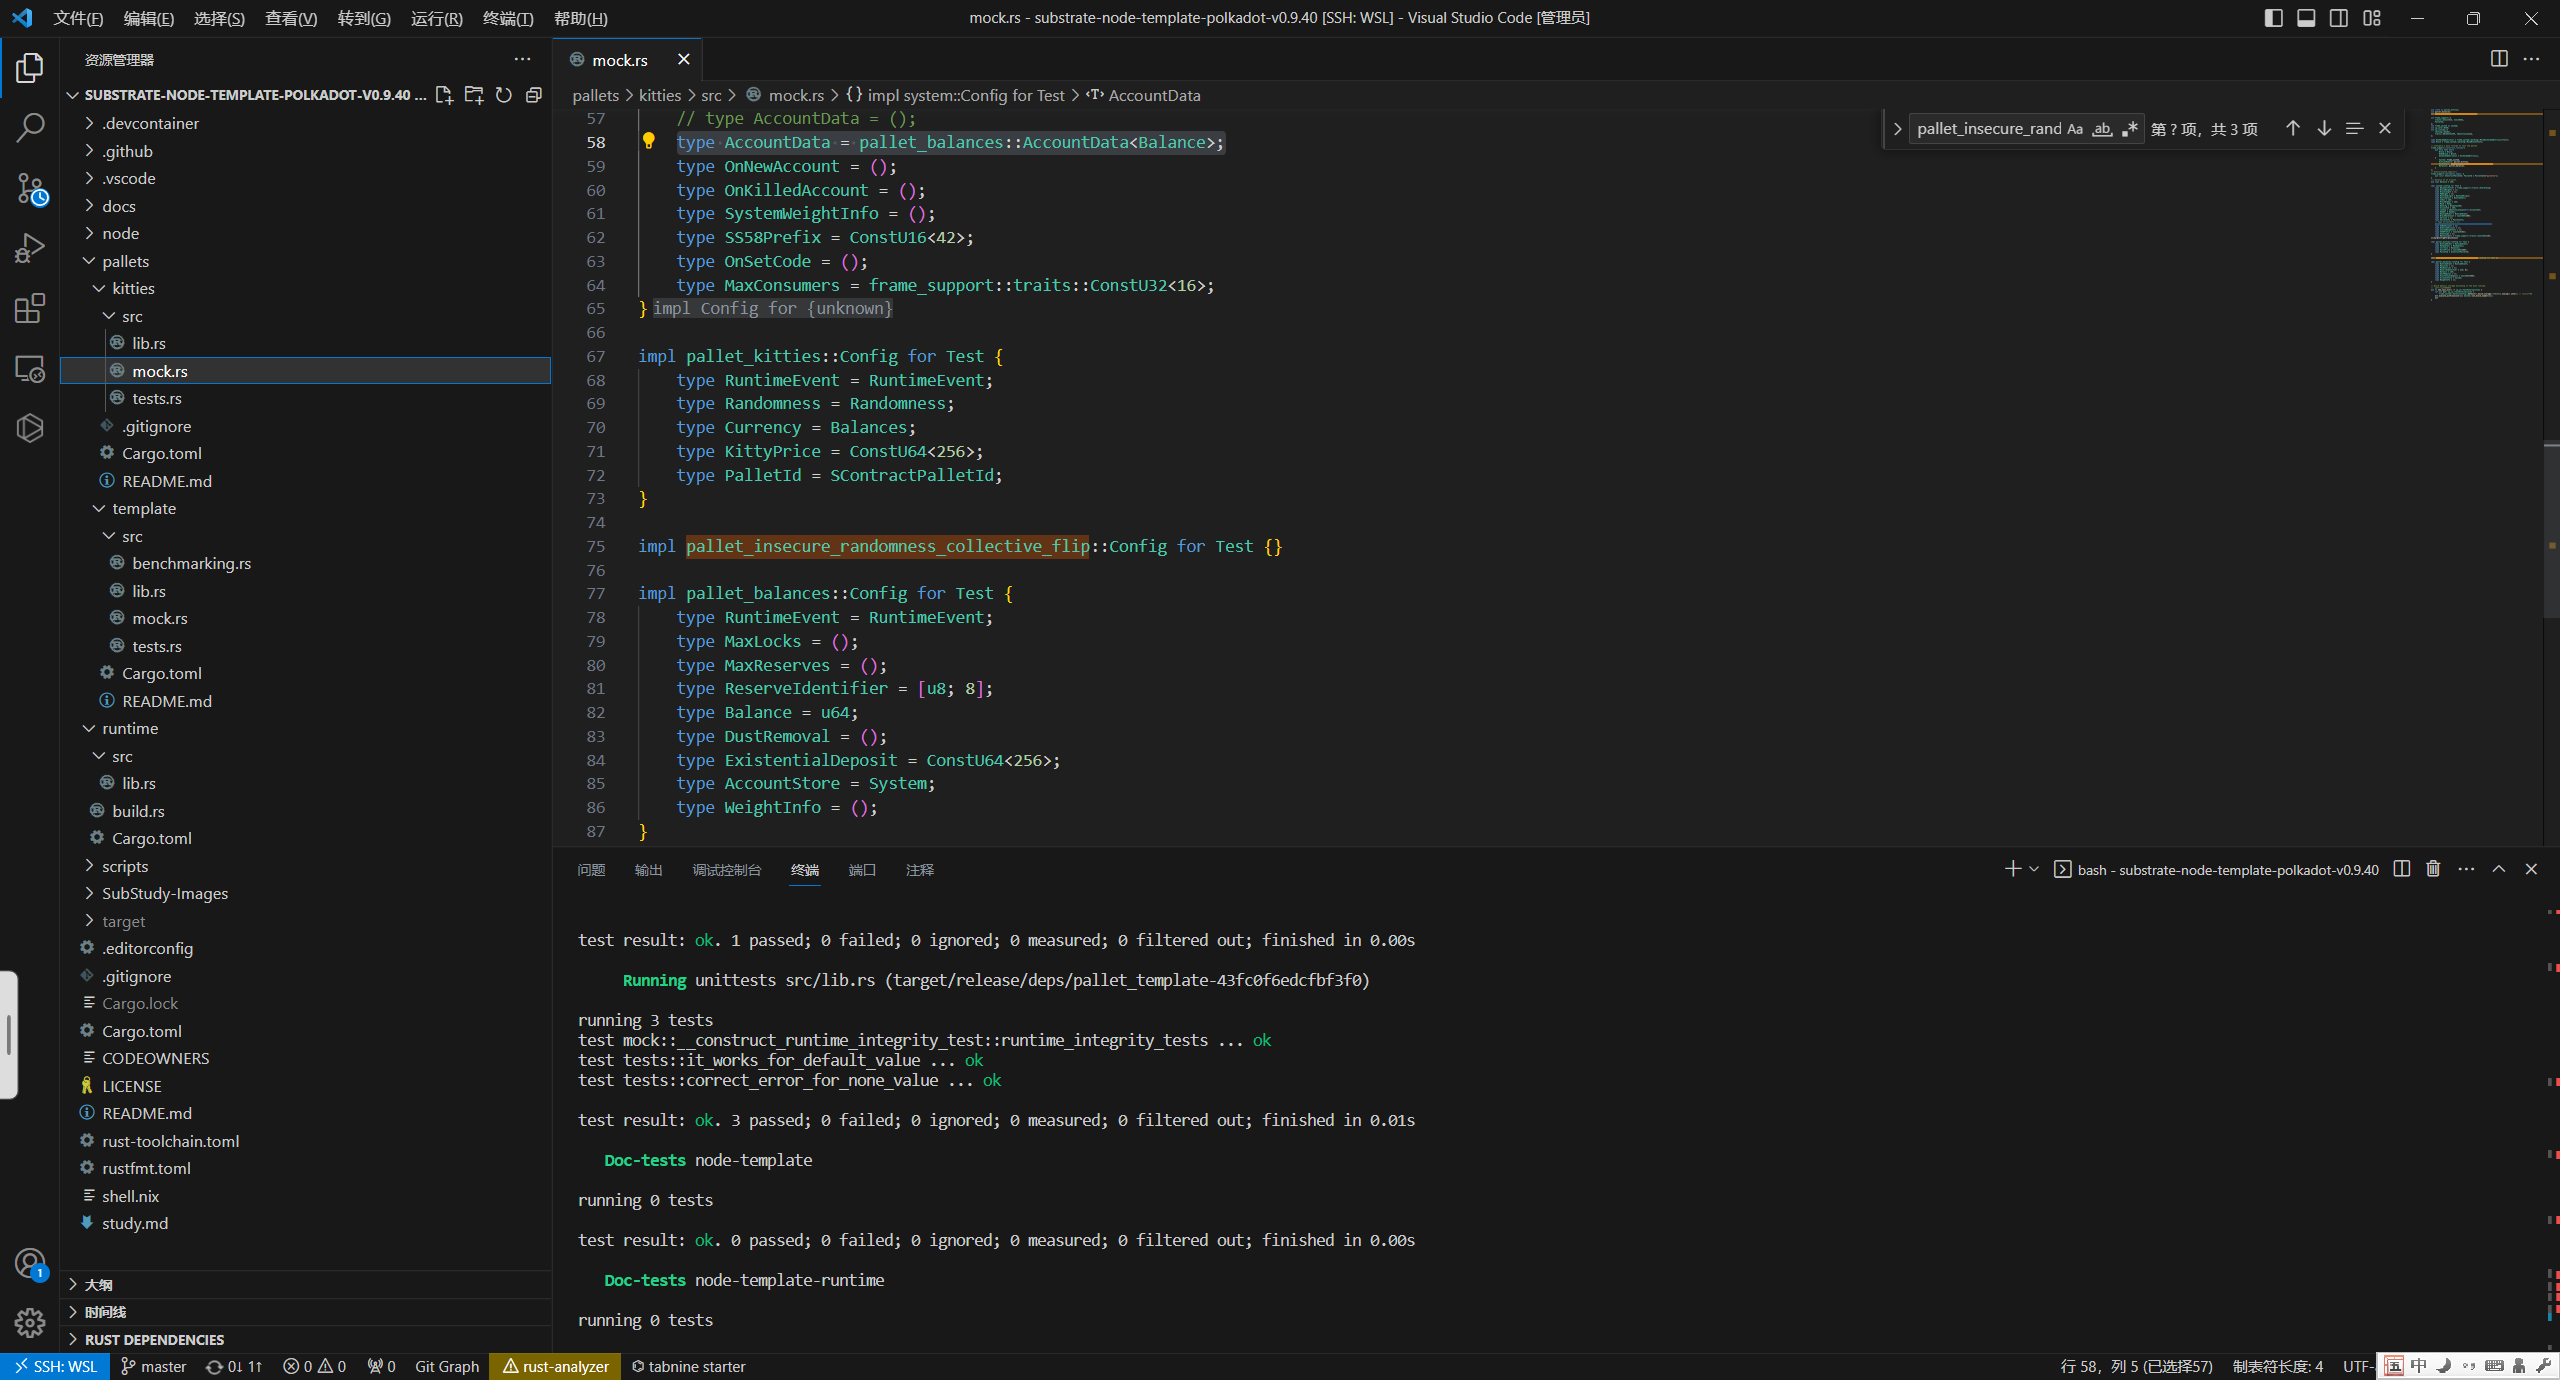 文件(F) 编辑(E) 选择(S) 查看(V) 转到(G) 运行(R) 终端(T) 帮助(H)
mock.rs - substrate-node-template-polkadot-v0.9.40 [SSH: WSL] - Visual Studio Code [管理员]
资源管理器
SUBSTRATE-NODE-TEMPLATE-POLKADOT-V0.9.40 ...
.devcontainer
.github
.vscode
docs
node
pallets
kitties
src
lib.rs
mock.rs
tests.rs
.gitignore
Cargo.toml
README.md
template
src
benchmarking.rs
lib.rs
mock.rs
tests.rs
Cargo.toml
README.md
runtime
src
lib.rs
build.rs
Cargo.toml
scripts
SubStudy-Images
target
.editorconfig
.gitignore
Cargo.lock
Cargo.toml
CODEOWNERS
LICENSE
README.md
rust-toolchain.toml
rustfmt.toml
shell.nix
study.md
大纲
时间线
RUST DEPENDENCIES
1
mock.rs
pallets > kitties > src > mock.rs > {} impl system::Config for Test > AccountData
pallet_insecure_rand Aa ab .* 第 ? 项，共 3 项
57 // type AccountData = ();
58 type AccountData = pallet_balances::AccountData<Balance>;
59 type OnNewAccount = ();
60 type OnKilledAccount = ();
61 type SystemWeightInfo = ();
62 type SS58Prefix = ConstU16<42>;
63 type OnSetCode = ();
64 type MaxConsumers = frame_support::traits::ConstU32<16>;
65 } impl Config for {unknown}
66
67 impl pallet_kitties::Config for Test {
68 type RuntimeEvent = RuntimeEvent;
69 type Randomness = Randomness;
70 type Currency = Balances;
71 type KittyPrice = ConstU64<256>;
72 type PalletId = SContractPalletId;
73 }
74
75 impl pallet_insecure_randomness_collective_flip::Config for Test {}
76
77 impl pallet_balances::Config for Test {
78 type RuntimeEvent = RuntimeEvent;
79 type MaxLocks = ();
80 type MaxReserves = ();
81 type ReserveIdentifier = [u8; 8];
82 type Balance = u64;
83 type DustRemoval = ();
84 type ExistentialDeposit = ConstU64<256>;
85 type AccountStore = System;
86 type WeightInfo = ();
87 }
问题 输出 调试控制台 终端 端口 注释
bash - substrate-node-template-polkadot-v0.9.40
test result: ok. 1 passed; 0 failed; 0 ignored; 0 measured; 0 filtered out; finished in 0.00s
Running unittests src/lib.rs (target/release/deps/pallet_template-43fc0f6edcfbf3f0)
running 3 tests
test mock::__construct_runtime_integrity_test::runtime_integrity_tests ... ok
test tests::it_works_for_default_value ... ok
test tests::correct_error_for_none_value ... ok
test result: ok. 3 passed; 0 failed; 0 ignored; 0 measured; 0 filtered out; finished in 0.01s
Doc-tests node-template
running 0 tests
test result: ok. 0 passed; 0 failed; 0 ignored; 0 measured; 0 filtered out; finished in 0.00s
Doc-tests node-template-runtime
running 0 tests
SSH: WSL master 0↓ 1↑ 0 0 0 Git Graph rust-analyzer tabnine starter
行 58，列 5 (已选择57) 制表符长度: 4 UTF- 五 中